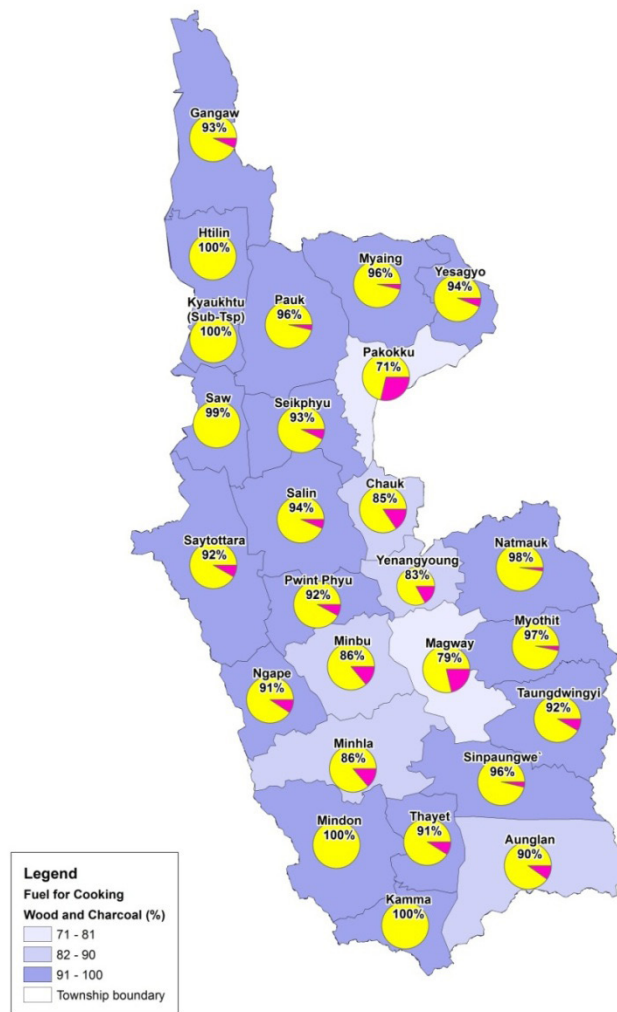 Gangaw
93%
Htilin
100%
Kyaukhtu
(Sub-Tsp)
100%
Pauk
96%
Myaing
96%
Yesagyo
94%
Pakokku
71%
Saw
99%
Seikphyu
93%
Chauk
85%
Salin
94%
Saytottara
92%
Yenangyoung
83%
Natmauk
98%
Pwint Phyu
92%
Minbu
86%
Magway
79%
Myothit
97%
Ngape
91%
Taungdwingyi
92%
Minhla
86%
Sinpaungwe`
96%
Mindon
100%
Thayet
91%
Aunglan
90%
Kamma
100%
Legend
Fuel for Cooking
Wood and Charcoal (%)
71 - 81
82 - 90
91 - 100
Township boundary